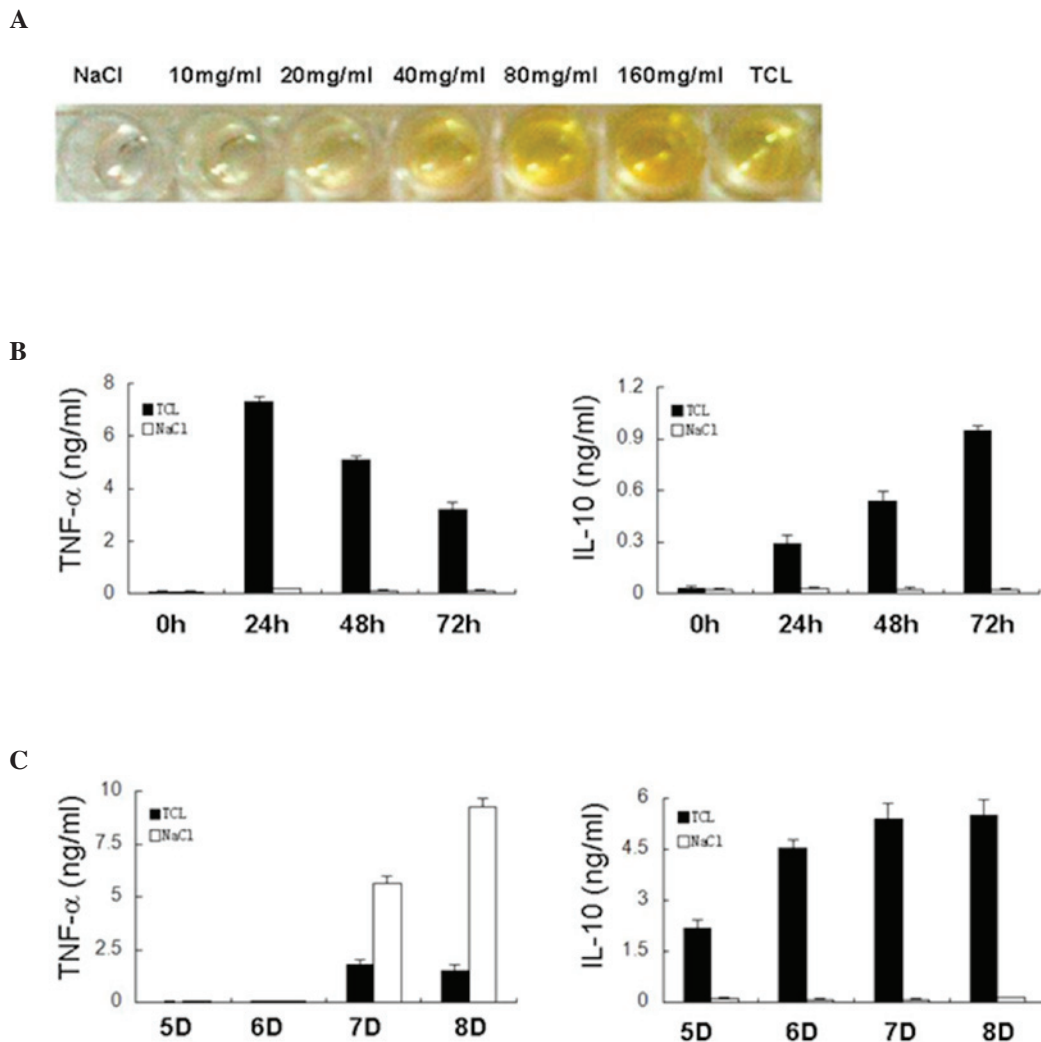 A
NaCl 10mg/ml 20mg/ml 40mg/ml 80mg/ml 160mg/ml TCL
B
TNF-α (ng/ml)
8
6
4
2
0
TCL
NaCl
0h 24h 48h 72h
IL-10 (ng/ml)
1.2
0.9
0.6
0.3
0
TCL
NaCl
0h 24h 48h 72h
C
TNF-α (ng/ml)
10
7.5
5
2.5
0
TCL
NaCl
5D 6D 7D 8D
IL-10 (ng/ml)
6
4.5
3
1.5
0
TCL
NaCl
5D 6D 7D 8D